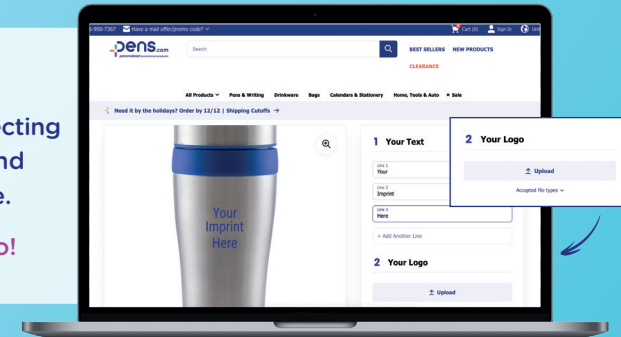 -900-7367
Have a mail offer/promo code?
Cart (0)
Sign In
pens.com
personalized promotional products
Search
BEST SELLERS
NEW PRODUCTS
CLEARANCE
All Products
Pens & Writing
Drinkware
Bags
Calendars & Stationery
Home, Tools & Auto
Sale
Need it by the holidays? Order by 12/12 | Shipping Cutoffs →
ecting
nd
e.
o!
Your
Imprint
Here
1 Your Text
Line 1
Your
Line 2
Imprint
Line 3
Here
+ Add Another Line
2 Your Logo
Upload
2 Your Logo
Upload
Accepted file types